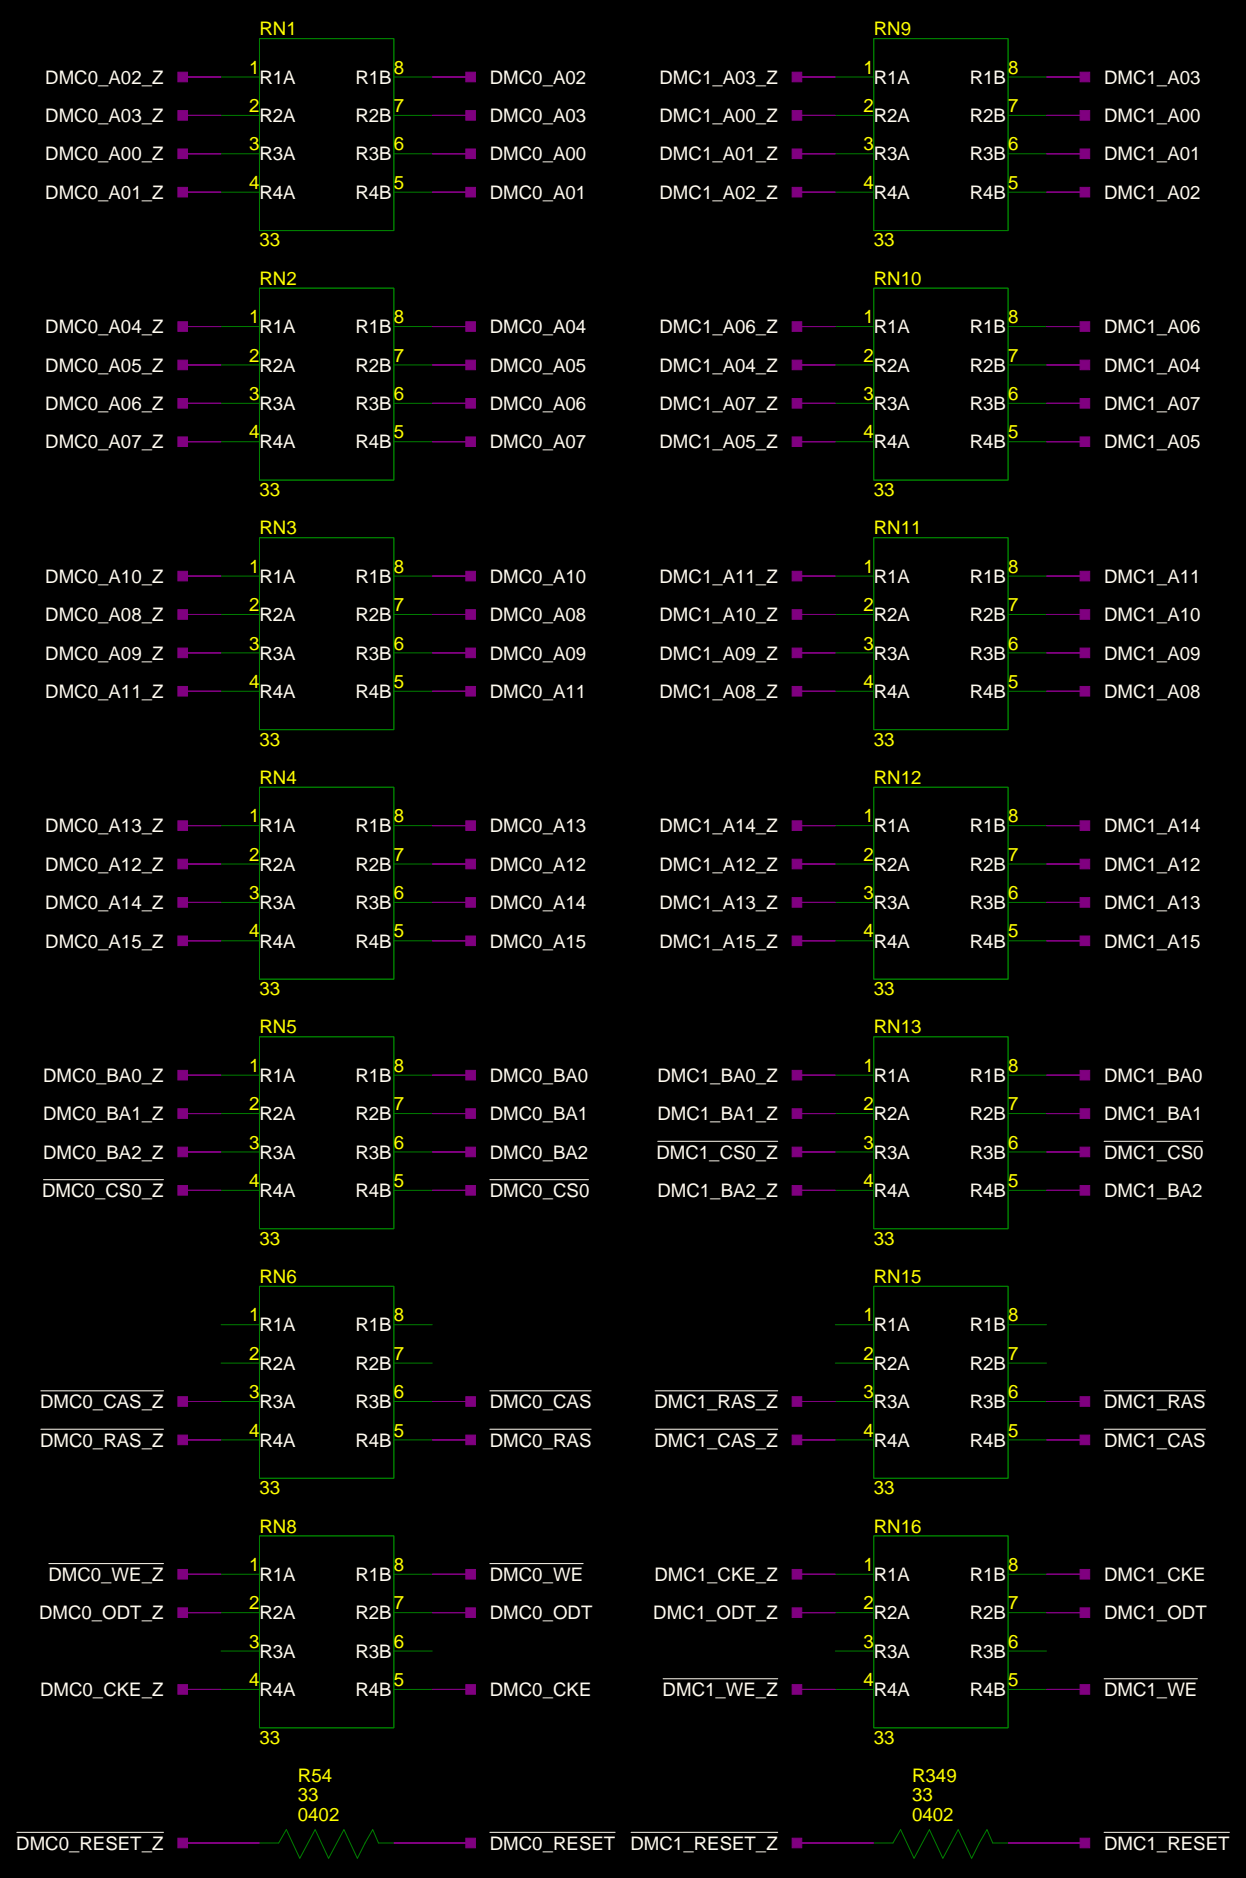 RN1
DMC0_A02_Z 1 R1A R1B 8 DMC0_A02
DMC0_A03_Z 2 R2A R2B 7 DMC0_A03
DMC0_A00_Z 3 R3A R3B 6 DMC0_A00
DMC0_A01_Z 4 R4A R4B 5 DMC0_A01
33
RN9
DMC1_A03_Z 1 R1A R1B 8 DMC1_A03
DMC1_A00_Z 2 R2A R2B 7 DMC1_A00
DMC1_A01_Z 3 R3A R3B 6 DMC1_A01
DMC1_A02_Z 4 R4A R4B 5 DMC1_A02
33
RN2
DMC0_A04_Z 1 R1A R1B 8 DMC0_A04
DMC0_A05_Z 2 R2A R2B 7 DMC0_A05
DMC0_A06_Z 3 R3A R3B 6 DMC0_A06
DMC0_A07_Z 4 R4A R4B 5 DMC0_A07
33
RN10
DMC1_A06_Z 1 R1A R1B 8 DMC1_A06
DMC1_A04_Z 2 R2A R2B 7 DMC1_A04
DMC1_A07_Z 3 R3A R3B 6 DMC1_A07
DMC1_A05_Z 4 R4A R4B 5 DMC1_A05
33
RN3
DMC0_A10_Z 1 R1A R1B 8 DMC0_A10
DMC0_A08_Z 2 R2A R2B 7 DMC0_A08
DMC0_A09_Z 3 R3A R3B 6 DMC0_A09
DMC0_A11_Z 4 R4A R4B 5 DMC0_A11
33
RN11
DMC1_A11_Z 1 R1A R1B 8 DMC1_A11
DMC1_A10_Z 2 R2A R2B 7 DMC1_A10
DMC1_A09_Z 3 R3A R3B 6 DMC1_A09
DMC1_A08_Z 4 R4A R4B 5 DMC1_A08
33
RN4
DMC0_A13_Z 1 R1A R1B 8 DMC0_A13
DMC0_A12_Z 2 R2A R2B 7 DMC0_A12
DMC0_A14_Z 3 R3A R3B 6 DMC0_A14
DMC0_A15_Z 4 R4A R4B 5 DMC0_A15
33
RN12
DMC1_A14_Z 1 R1A R1B 8 DMC1_A14
DMC1_A12_Z 2 R2A R2B 7 DMC1_A12
DMC1_A13_Z 3 R3A R3B 6 DMC1_A13
DMC1_A15_Z 4 R4A R4B 5 DMC1_A15
33
RN5
DMC0_BA0_Z 1 R1A R1B 8 DMC0_BA0
DMC0_BA1_Z 2 R2A R2B 7 DMC0_BA1
DMC0_BA2_Z 3 R3A R3B 6 DMC0_BA2
DMC0_CS0_Z 4 R4A R4B 5 DMC0_CS0
33
RN13
DMC1_BA0_Z 1 R1A R1B 8 DMC1_BA0
DMC1_BA1_Z 2 R2A R2B 7 DMC1_BA1
DMC1_CS0_Z 3 R3A R3B 6 DMC1_CS0
DMC1_BA2_Z 4 R4A R4B 5 DMC1_BA2
33
RN6
1 R1A R1B 8
2 R2A R2B 7
DMC0_CAS_Z 3 R3A R3B 6 DMC0_CAS
DMC0_RAS_Z 4 R4A R4B 5 DMC0_RAS
33
RN15
1 R1A R1B 8
2 R2A R2B 7
DMC1_RAS_Z 3 R3A R3B 6 DMC1_RAS
DMC1_CAS_Z 4 R4A R4B 5 DMC1_CAS
33
RN8
DMC0_WE_Z 1 R1A R1B 8 DMC0_WE
DMC0_ODT_Z 2 R2A R2B 7 DMC0_ODT
3 R3A R3B 6
DMC0_CKE_Z 4 R4A R4B 5 DMC0_CKE
33
RN16
DMC1_CKE_Z 1 R1A R1B 8 DMC1_CKE
DMC1_ODT_Z 2 R2A R2B 7 DMC1_ODT
3 R3A R3B 6
DMC1_WE_Z 4 R4A R4B 5 DMC1_WE
33
R54
33
0402
DMC0_RESET_Z DMC0_RESET
R349
33
0402
DMC1_RESET_Z DMC1_RESET